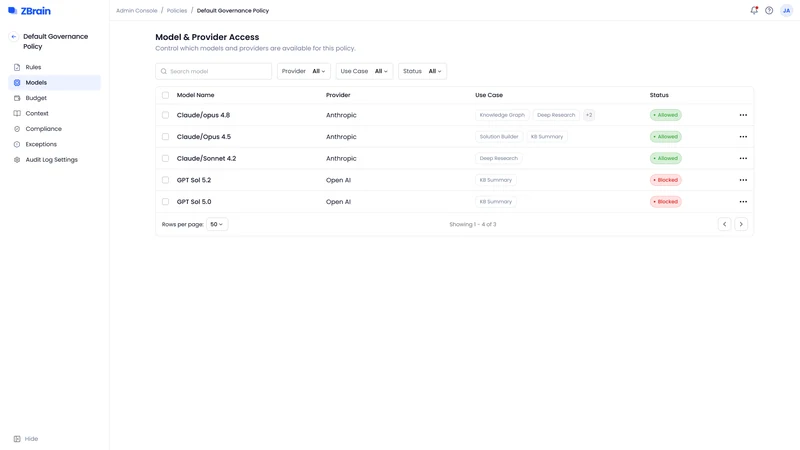 ZBrain
Admin Console / Policies / Default Governance Policy
JA
Default Governance
Policy
Rules
Models
Budget
Context
Compliance
Exceptions
Audit Log Settings
Hide
Model & Provider Access
Control which models and providers are available for this policy.
Search model
Provider All
Use Case All
Status All
Model Name Provider Use Case Status
Claude/opus 4.8 Anthropic Knowledge Graph Deep Research +2 Allowed
Claude/Opus 4.5 Anthropic Solution Builder KB Summary Allowed
Claude/Sonnet 4.2 Anthropic Deep Research Allowed
GPT Sol 5.2 Open AI KB Summary Blocked
GPT Sol 5.0 Open AI KB Summary Blocked
Rows per page: 50 Showing 1 - 4 of 3